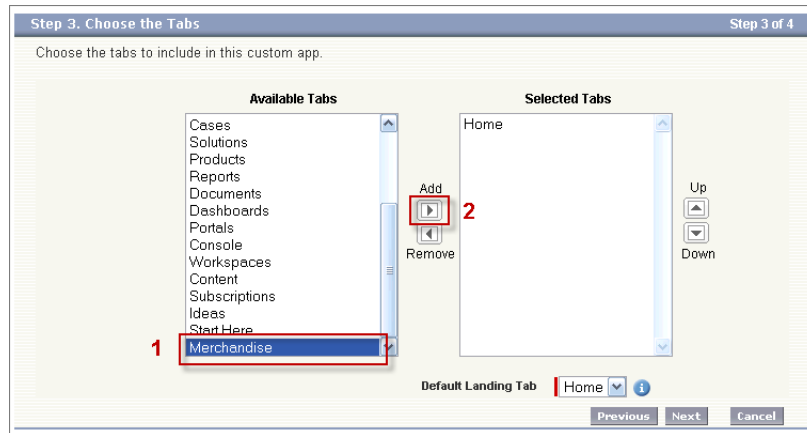 Step 3. Choose the Tabs Step 3 of 4
Choose the tabs to include in this custom app.
Available Tabs Selected Tabs
Cases Home
Solutions
Products
Reports
Documents
Dashboards
Portals
Console
Workspaces
Content
Subscriptions
Ideas
Start Here
Merchandise
1
Add
2
Remove
Up
Down
Default Landing Tab Home
Previous Next Cancel